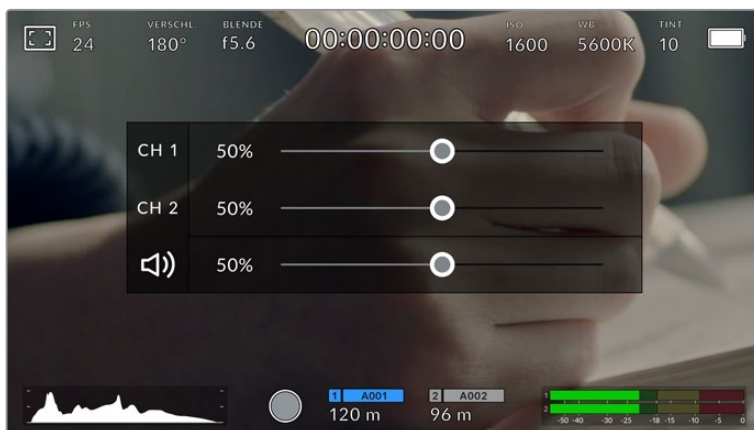 FPS VERSCHL. BLENDE ISO WB TINT
24 180° f5.6 00:00:00:00 1600 5600K 10
CH 1 50%
CH 2 50%
50%
1 A001 2 A002
120 m 96 m
1
2
-50 -40 -30 -25 -18 -15 -10 -5 0